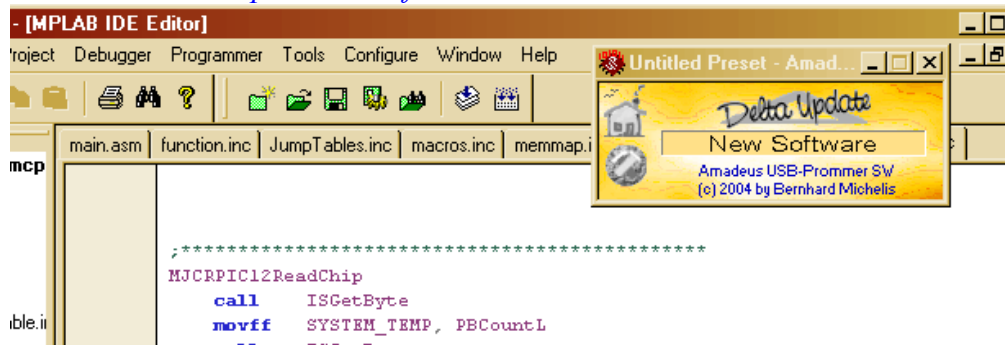 - [MPLAB IDE Editor]
Project Debugger Programmer Tools Configure Window Help
Untitled Preset - Amad...
Delta Update
New Software
Amadeus USB-Prommer SW
(c) 2004 by Bernhard Michelis
main.asm function.inc JumpTables.inc macros.inc memmap.i
mcp
;**********************************************
MJCRPIC12ReadChip
call ISGetByte
movff SYSTEM_TEMP, PBCountL
ble.i